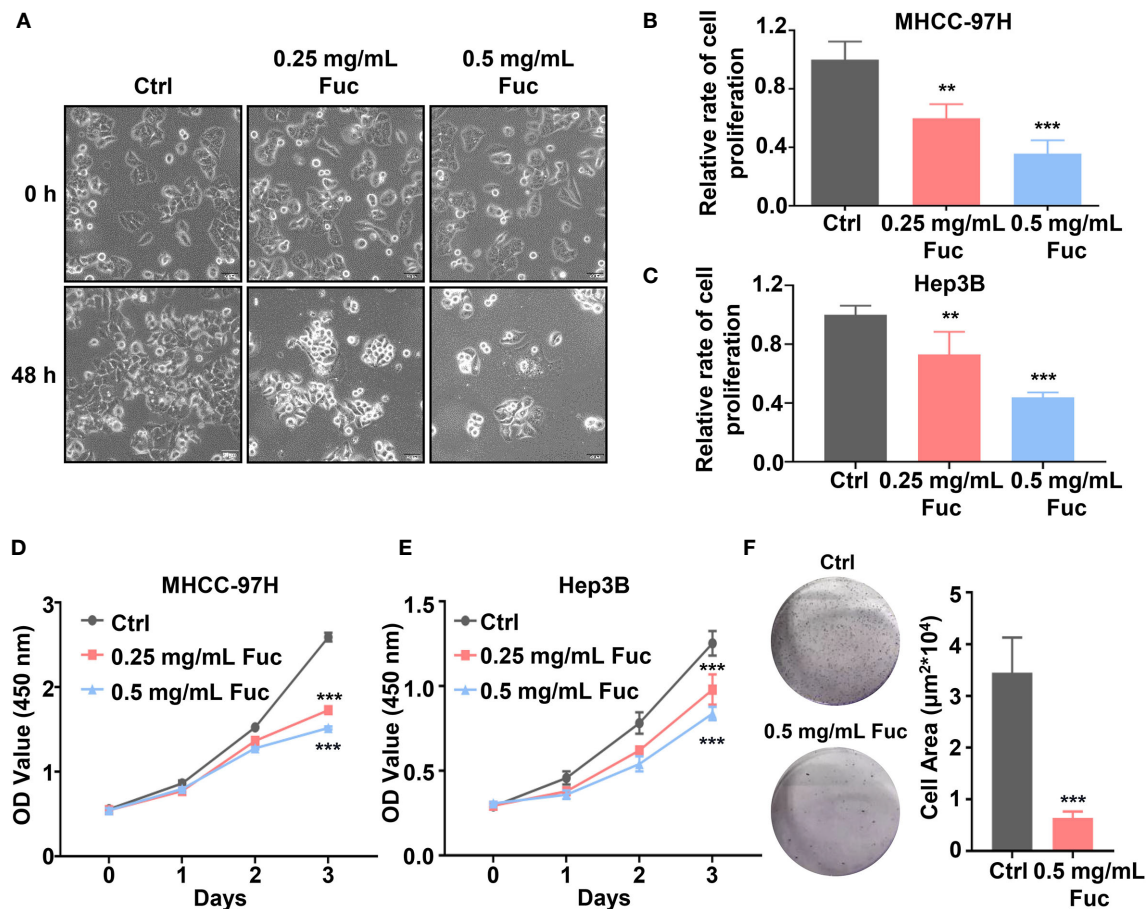 A
Ctrl
0.25 mg/mL
Fuc
0.5 mg/mL
Fuc
0 h
48 h
B
MHCC-97H
Relative rate of cell
proliferation
1.2
0.8
0.4
0.0
**
***
Ctrl
0.25 mg/mL
Fuc
0.5 mg/mL
Fuc
C
Hep3B
Relative rate of cell
proliferation
1.2
0.8
0.4
0.0
**
***
Ctrl
0.25 mg/mL
Fuc
0.5 mg/mL
Fuc
D
MHCC-97H
OD Value (450 nm)
3
2
1
0
Ctrl
0.25 mg/mL Fuc
0.5 mg/mL Fuc
***
***
0 1 2 3
Days
E
Hep3B
OD Value (450 nm)
1.5
1.0
0.5
0.0
Ctrl
0.25 mg/mL Fuc
0.5 mg/mL Fuc
***
***
0 1 2 3
Days
F
Ctrl
0.5 mg/mL Fuc
Cell Area (μm²*10⁴)
5
4
3
2
1
0
***
Ctrl
0.5 mg/mL
Fuc